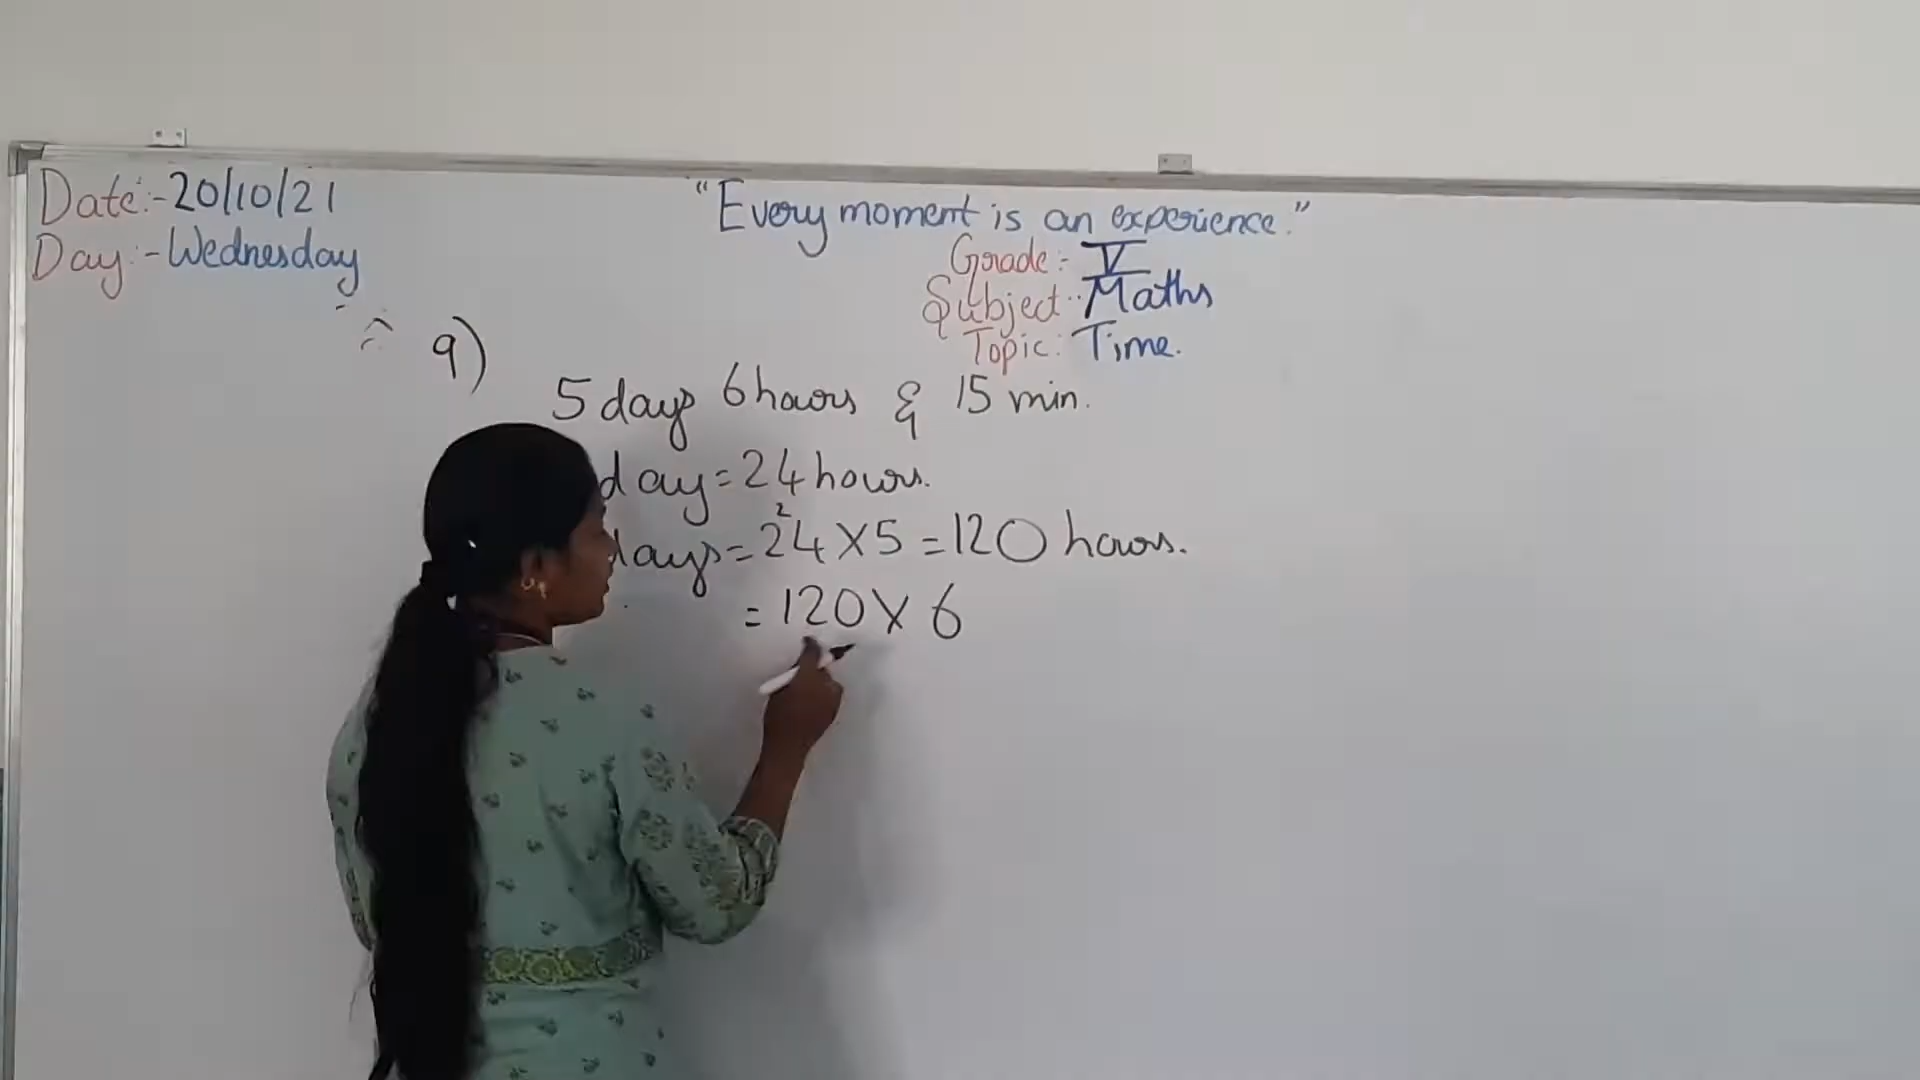 Date:-20/10/21
Day:-Wednesday
"Every moment is an experience."
Grade:- V
Subject:- Maths
Topic: Time.
9)
5 days 6 hours & 15 min.
day = 24 hours.
days = 24 X 5 = 120 hours.
2
= 120 X 6